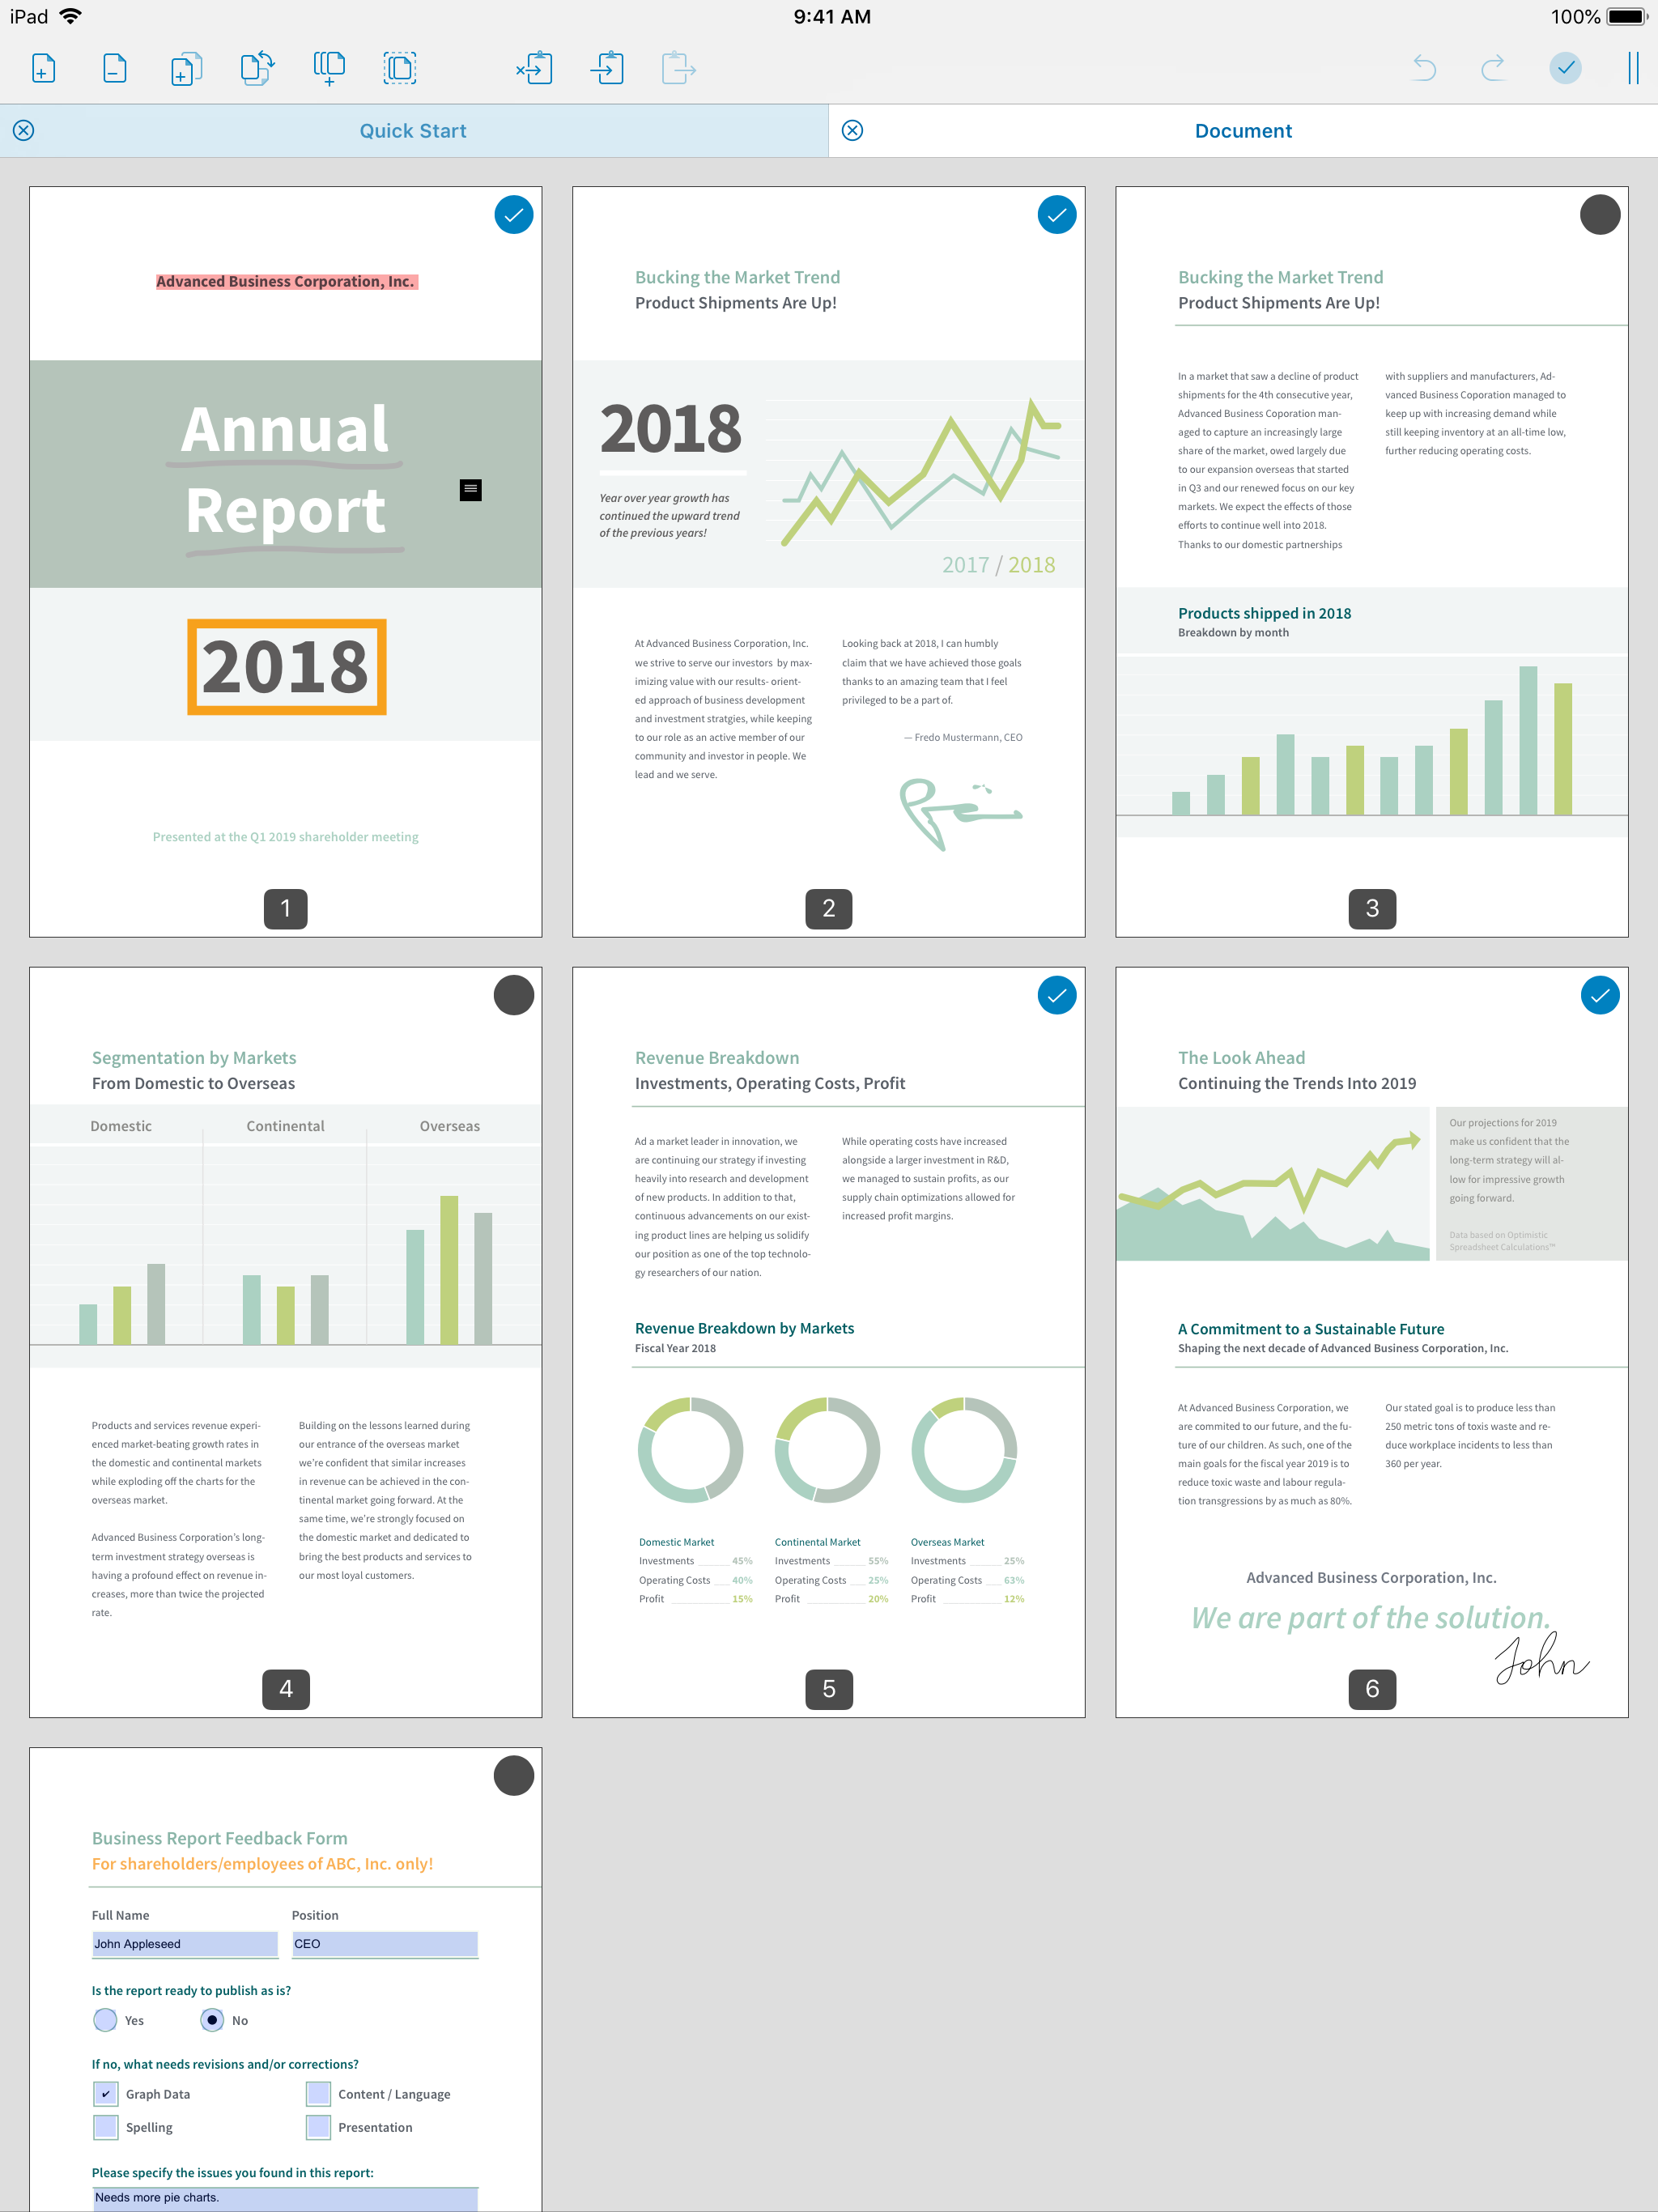 iPad
9:41 AM
100%
Quick Start
Document
Advanced Business Corporation, Inc.
Annual
Report
2018
Presented at the Q1 2019 shareholder meeting
1
Bucking the Market Trend
Product Shipments Are Up!
2018
Year over year growth has
continued the upward trend
of the previous years!
2017 / 2018
At Advanced Business Corporation, Inc.
we strive to serve our investors by max-
imizing value with our results- orient-
ed approach of business development
and investment stratgies, while keeping
to our role as an active member of our
community and investor in people. We
lead and we serve.
Looking back at 2018, I can humbly
claim that we have achieved those goals
thanks to an amazing team that I feel
privileged to be a part of.
— Fredo Mustermann, CEO
2
Bucking the Market Trend
Product Shipments Are Up!
In a market that saw a decline of product
shipments for the 4th consecutive year,
Advanced Business Coporation man-
aged to capture an increasingly large
share of the market, owed largely due
to our expansion overseas that started
in Q3 and our renewed focus on our key
markets. We expect the effects of those
efforts to continue well into 2018.
Thanks to our domestic partnerships
with suppliers and manufacturers, Ad-
vanced Business Coporation managed to
keep up with increasing demand while
still keeping inventory at an all-time low,
further reducing operating costs.
Products shipped in 2018
Breakdown by month
3
Segmentation by Markets
From Domestic to Overseas
Domestic
Continental
Overseas
Products and services revenue experi-
enced market-beating growth rates in
the domestic and continental markets
while exploding off the charts for the
overseas market.
Advanced Business Corporation's long-
term investment strategy overseas is
having a profound effect on revenue in-
creases, more than twice the projected
rate.
Building on the lessons learned during
our entrance of the overseas market
we're confident that similar increases
in revenue can be achieved in the con-
tinental market going forward. At the
same time, we're strongly focused on
the domestic market and dedicated to
bring the best products and services to
our most loyal customers.
4
Revenue Breakdown
Investments, Operating Costs, Profit
Ad a market leader in innovation, we
are continuing our strategy if investing
heavily into research and development
of new products. In addition to that,
continuous advancements on our exist-
ing product lines are helping us solidify
our position as one of the top technolo-
gy researchers of our nation.
While operating costs have increased
alongside a larger investment in R&D,
we managed to sustain profits, as our
supply chain optimizations allowed for
increased profit margins.
Revenue Breakdown by Markets
Fiscal Year 2018
Domestic Market
Investments 45%
Operating Costs 40%
Profit 15%
Continental Market
Investments 55%
Operating Costs 25%
Profit 20%
Overseas Market
Investments 25%
Operating Costs 63%
Profit 12%
5
The Look Ahead
Continuing the Trends Into 2019
Our projections for 2019
make us confident that the
long-term strategy will al-
low for impressive growth
going forward.
Data based on Optimistic
Spreadsheet Calculations™
A Commitment to a Sustainable Future
Shaping the next decade of Advanced Business Corporation, Inc.
At Advanced Business Corporation, we
are commited to our future, and the fu-
ture of our children. As such, one of the
main goals for the fiscal year 2019 is to
reduce toxic waste and labour regula-
tion transgressions by as much as 80%.
Our stated goal is to produce less than
250 metric tons of toxis waste and re-
duce workplace incidents to less than
360 per year.
Advanced Business Corporation, Inc.
We are part of the solution.
John
6
Business Report Feedback Form
For shareholders/employees of ABC, Inc. only!
Full Name
Position
John Appleseed
CEO
Is the report ready to publish as is?
Yes
No
If no, what needs revisions and/or corrections?
Graph Data
Content / Language
Spelling
Presentation
Please specify the issues you found in this report:
Needs more pie charts.